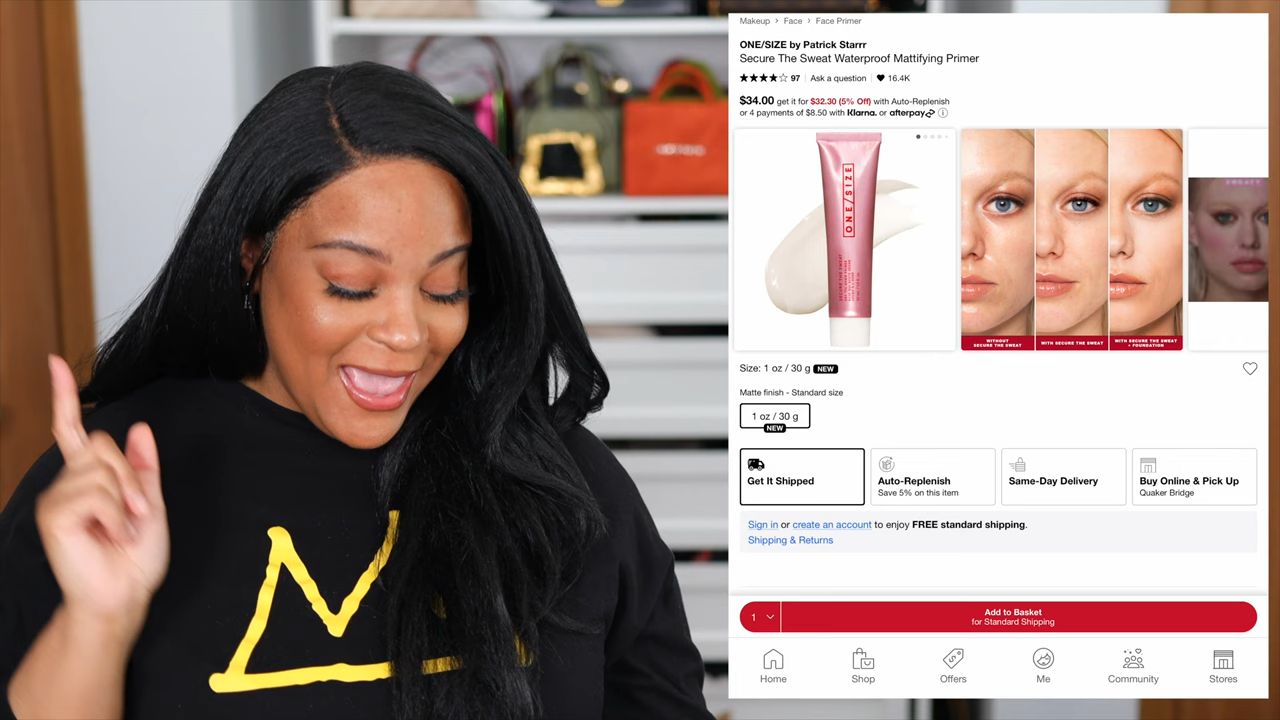 Makeup > Face > Face Primer
ONE/SIZE by Patrick Starrr
Secure The Sweat Waterproof Mattifying Primer
97 Ask a question 16.4K
$34.00 get it for $32.30 (5% Off) with Auto-Replenish
or 4 payments of $8.50 with Klarna. or afterpay
ONE/SIZE
WITHOUT
SECURE THE SWEAT
WITH SECURE THE SWEAT
WITH SECURE THE SWEAT
+ FOUNDATION
Size: 1 oz / 30 g NEW
Matte finish - Standard size
1 oz / 30 g
NEW
Get It Shipped
Auto-Replenish
Save 5% on this item
Same-Day Delivery
Buy Online & Pick Up
Quaker Bridge
Sign in or create an account to enjoy FREE standard shipping.
Shipping & Returns
1
Add to Basket
for Standard Shipping
Home
Shop
Offers
Me
Community
Stores